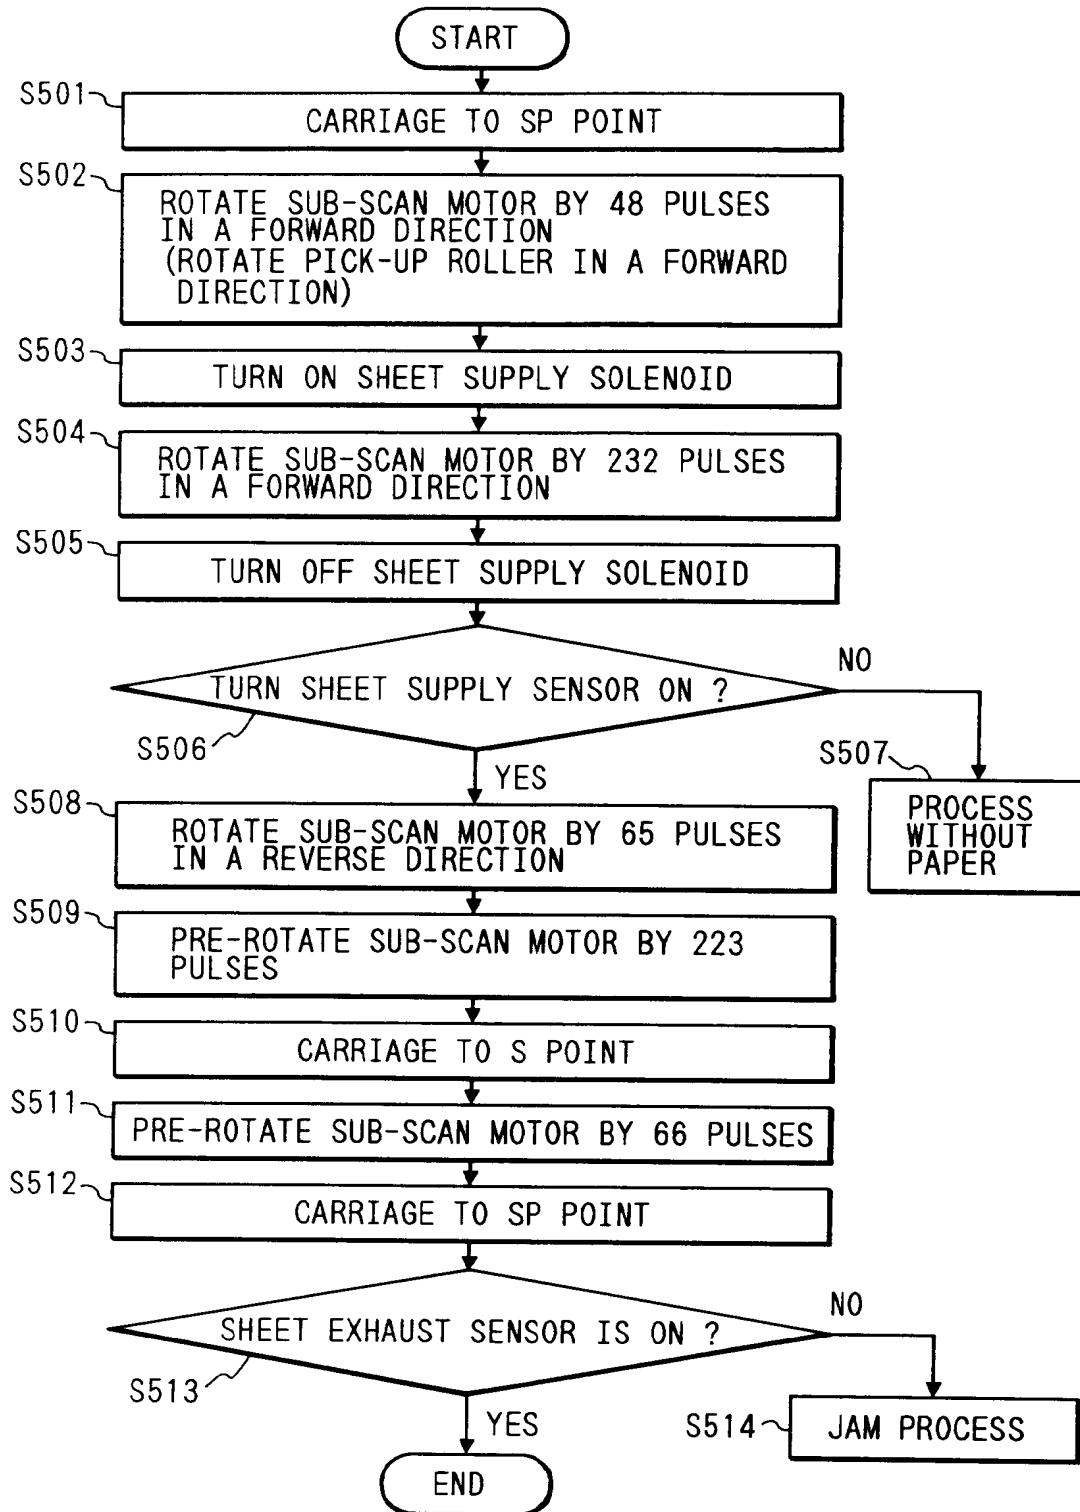 START
S501
CARRIAGE TO SP POINT
S502
ROTATE SUB-SCAN MOTOR BY 48 PULSES
IN A FORWARD DIRECTION
(ROTATE PICK-UP ROLLER IN A FORWARD
DIRECTION)
S503
TURN ON SHEET SUPPLY SOLENOID
S504
ROTATE SUB-SCAN MOTOR BY 232 PULSES
IN A FORWARD DIRECTION
S505
TURN OFF SHEET SUPPLY SOLENOID
TURN SHEET SUPPLY SENSOR ON ?
NO
S506
YES
S507
PROCESS
WITHOUT
PAPER
S508
ROTATE SUB-SCAN MOTOR BY 65 PULSES
IN A REVERSE DIRECTION
S509
PRE-ROTATE SUB-SCAN MOTOR BY 223
PULSES
S510
CARRIAGE TO S POINT
S511
PRE-ROTATE SUB-SCAN MOTOR BY 66 PULSES
S512
CARRIAGE TO SP POINT
SHEET EXHAUST SENSOR IS ON ?
NO
S513
YES
S514
JAM PROCESS
END